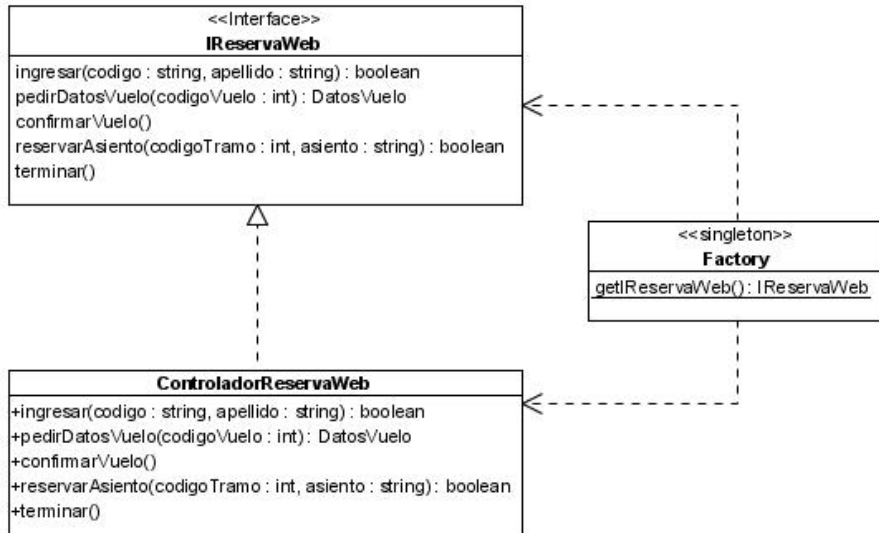 <<Interface>>
IReservaWeb
ingresar(codigo : string, apellido : string) : boolean
pedirDatosVuelo(codigoVuelo : int) : DatosVuelo
confirmarVuelo()
reservarAsiento(codigoTramo : int, asiento : string) : boolean
terminar()
<<singleton>>
Factory
getIReservaWeb() : IReservaWeb
ControladorReservaWeb
+ingresar(codigo : string, apellido : string) : boolean
+pedirDatosVuelo(codigoVuelo : int) : DatosVuelo
+confirmarVuelo()
+reservarAsiento(codigoTramo : int, asiento : string) : boolean
+terminar()